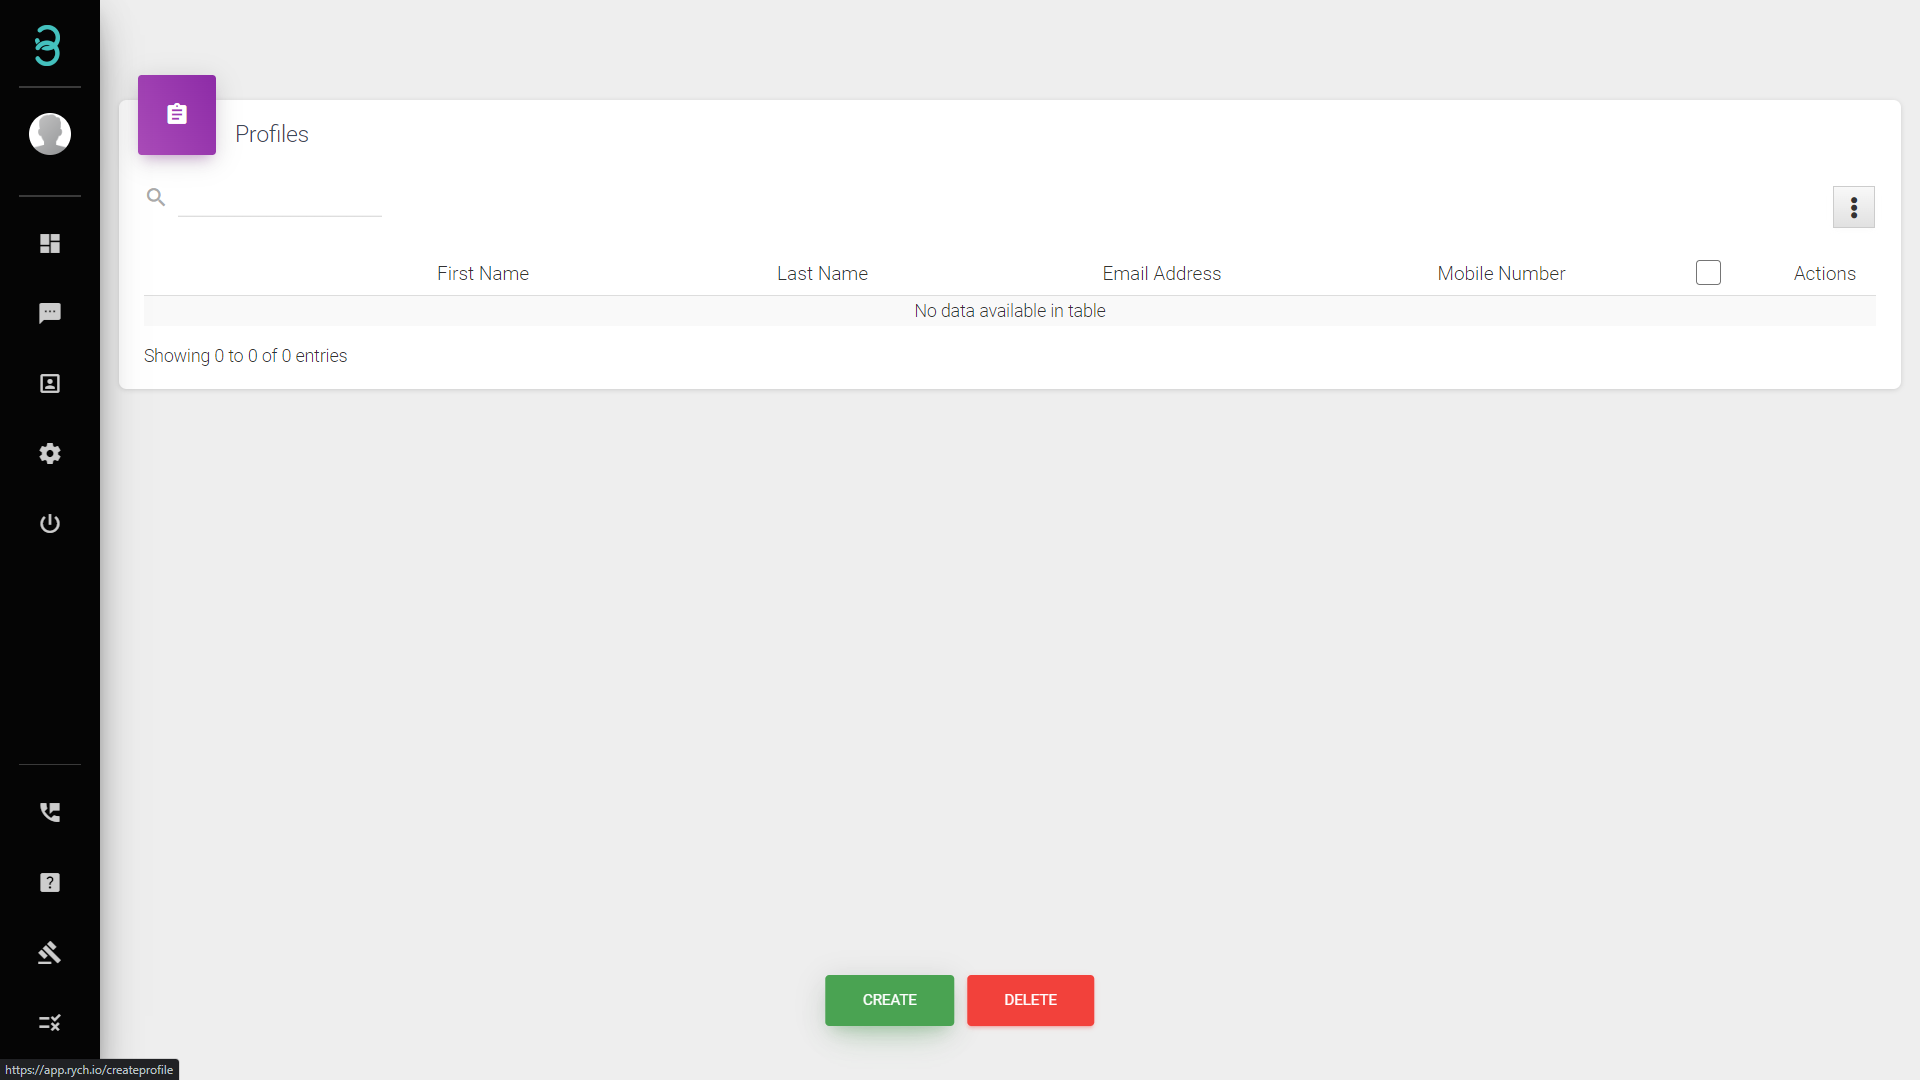 Profiles
First Name Last Name Email Address Mobile Number Actions
No data available in table
Showing 0 to 0 of 0 entries
?
CREATE DELETE
https://app.rych.io/createprofile